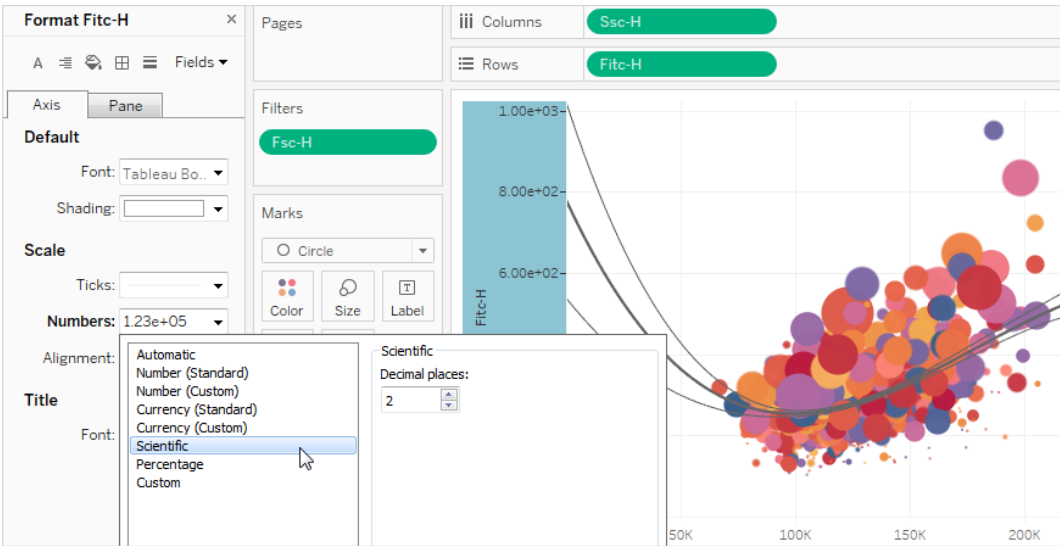 Format Fitc-H ×
A Fields
Axis Pane
Default
Font: Tableau Bo..
Shading:
Scale
Ticks:
Numbers: 1.23e+05
Alignment:
Title
Font:
Automatic
Number (Standard)
Number (Custom)
Currency (Standard)
Currency (Custom)
Scientific
Percentage
Custom
Scientific
Decimal places:
2
Pages
Filters
Fsc-H
Marks
Circle
T
Color Size Label
Columns Ssc-H
Rows Fitc-H
1.00e+03
8.00e+02
6.00e+02
Fitc-H
50K 100K 150K 200K